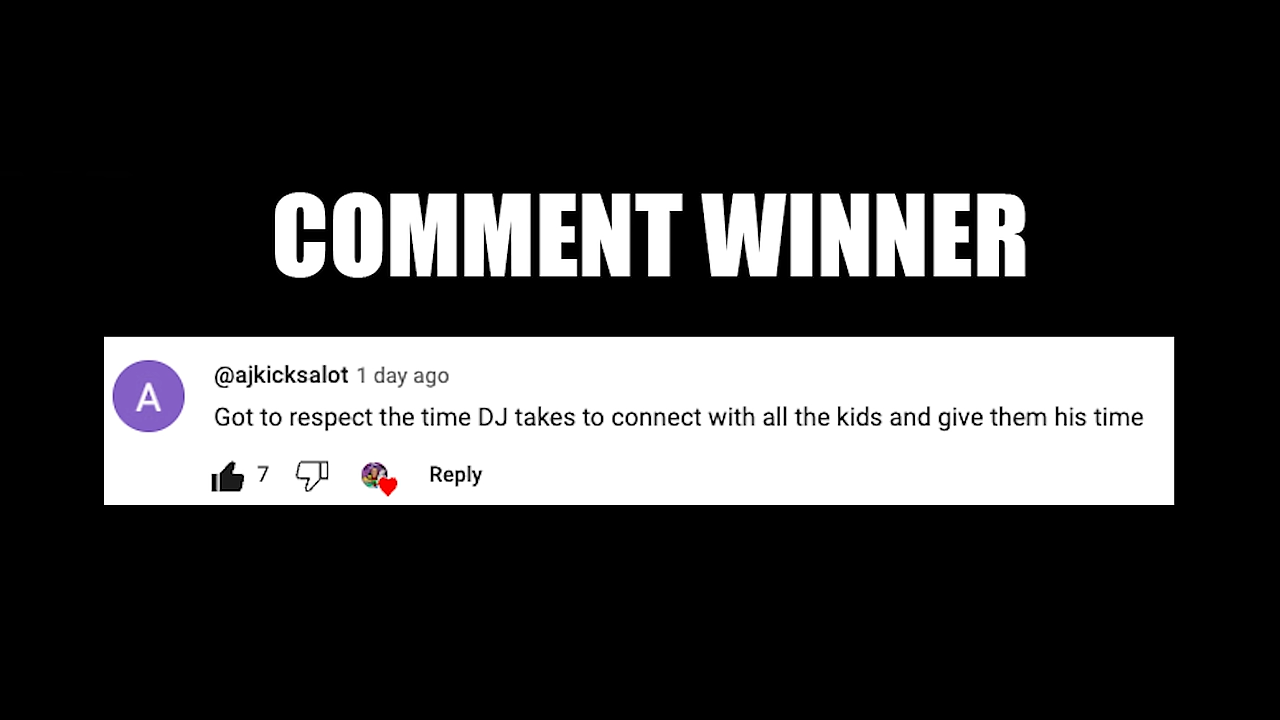 COMMENT WINNER
A
@ajkicksalot 1 day ago
Got to respect the time DJ takes to connect with all the kids and give them his time
7 Reply